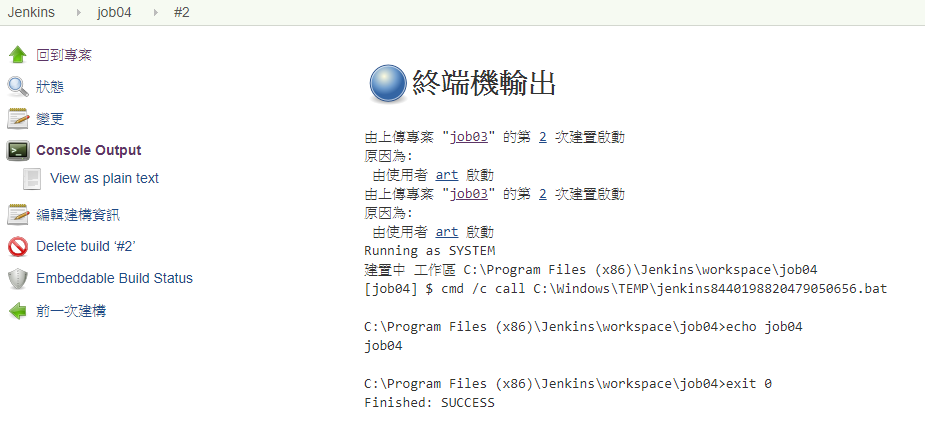 Jenkins job04 #2
回到專案
狀態
變更
Console Output
View as plain text
編輯建構資訊
Delete build ‘#2’
Embeddable Build Status
前一次建構
終端機輸出
由上傳專案 "job03" 的第 2 次建置啟動
原因為:
由使用者 art 啟動
由上傳專案 "job03" 的第 2 次建置啟動
原因為:
由使用者 art 啟動
Running as SYSTEM
建置中 工作區 C:\Program Files (x86)\Jenkins\workspace\job04
[job04] $ cmd /c call C:\Windows\TEMP\jenkins8440198820479050656.bat
C:\Program Files (x86)\Jenkins\workspace\job04>echo job04
job04
C:\Program Files (x86)\Jenkins\workspace\job04>exit 0
Finished: SUCCESS